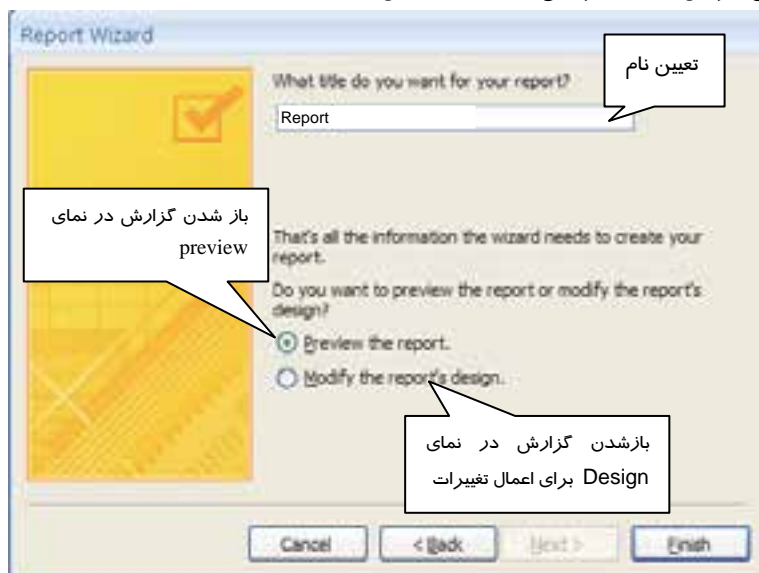 Report Wizard
تعیین نام
What title do you want for your report?
Report
باز شدن گزارش در نمای
preview
That's all the information the wizard needs to create your
report.
Do you want to preview the report or modify the report's
design?
Preview the report.
Modify the report's design.
بازشدن گزارش در نمای
Design برای اعمال تغییرات
Cancel
< Back
Next >
Finish